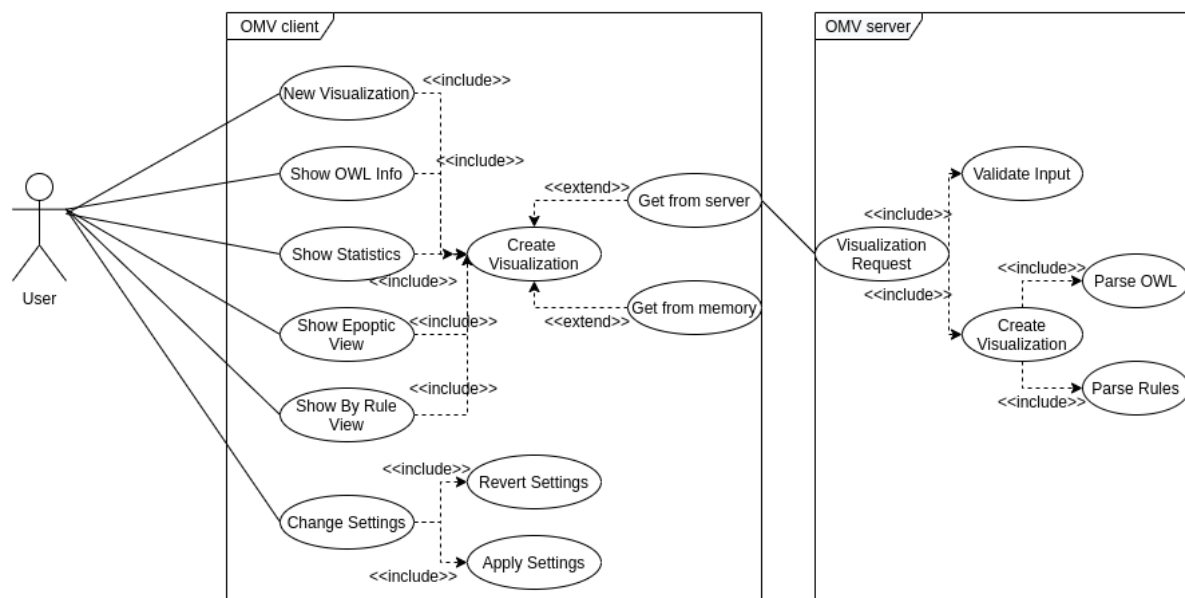 OMV client
OMV server
<<include>>
New Visualization
<<include>>
Show OWL Info
Validate Input
<<extend>>
Get from server
<<include>>
User
Show Statistics
Create
Visualization
Visualization
Request
<<include>>
<<include>>
<<include>>
Parse OWL
Get from memory
<<extend>>
<<include>>
Show Epoptic
View
Create
Visualization
<<include>>
Show By Rule
View
Parse Rules
<<include>>
<<include>>
Revert Settings
Change Settings
Apply Settings
<<include>>